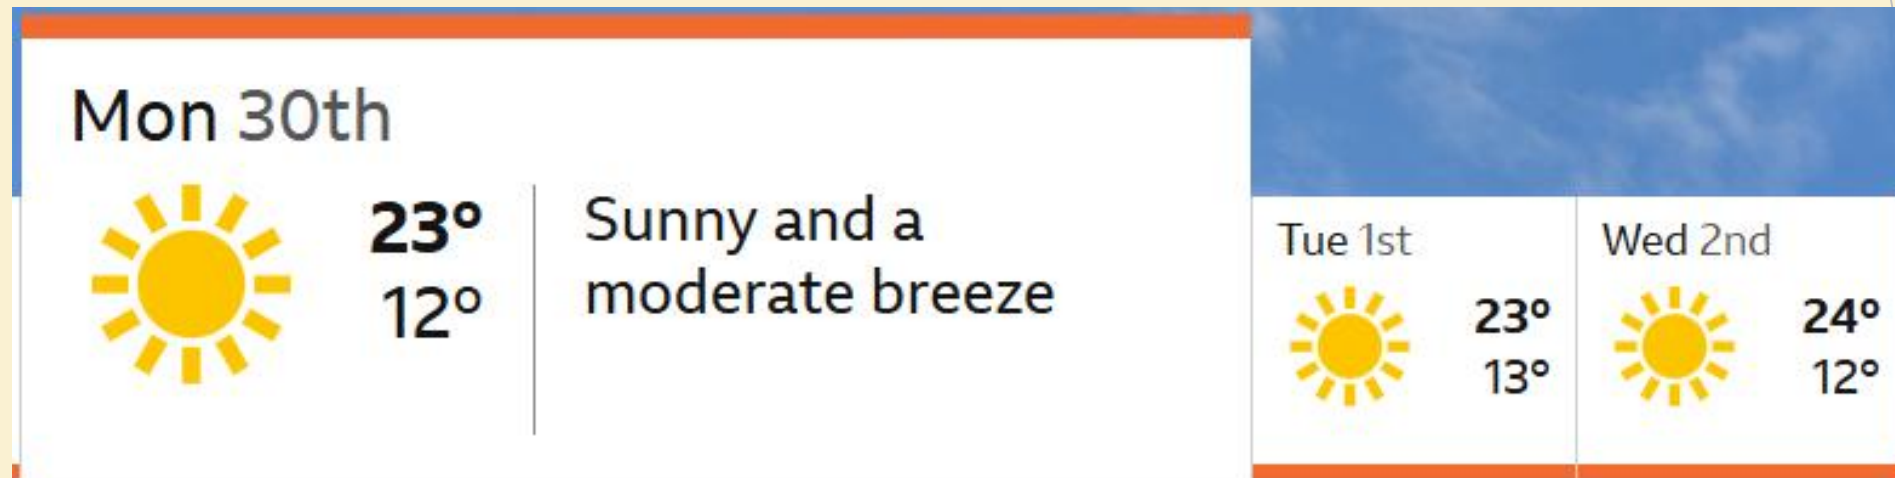 Mon 30th
23°
12°
Sunny and a
moderate breeze
Tue 1st
23°
13°
Wed 2nd
24°
12°